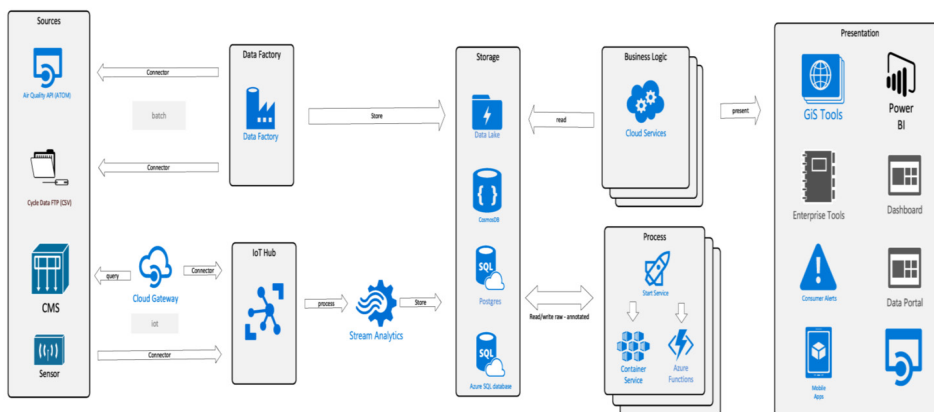 Sources
Air Quality API (ATOM)
batch
Cycle Data FTP (CSV)
CMS
query
Cloud Gateway
Connector
iot
Sensor
Connector
Connector
Connector
Data Factory
Data Factory
Store
IoT Hub
process
Stream Analytics
Store
Storage
Data Lake
CosmosDB
SQL
Postgres
SQL
Azure SQL database
Business Logic
Cloud Services
read
present
Process
Start Service
Read/write raw - annotated
Container
Service
Azure
Functions
Presentation
GiS Tools
Power
BI
Enterprise Tools
Dashboard
Consumer Alerts
Data Portal
Mobile
Apps